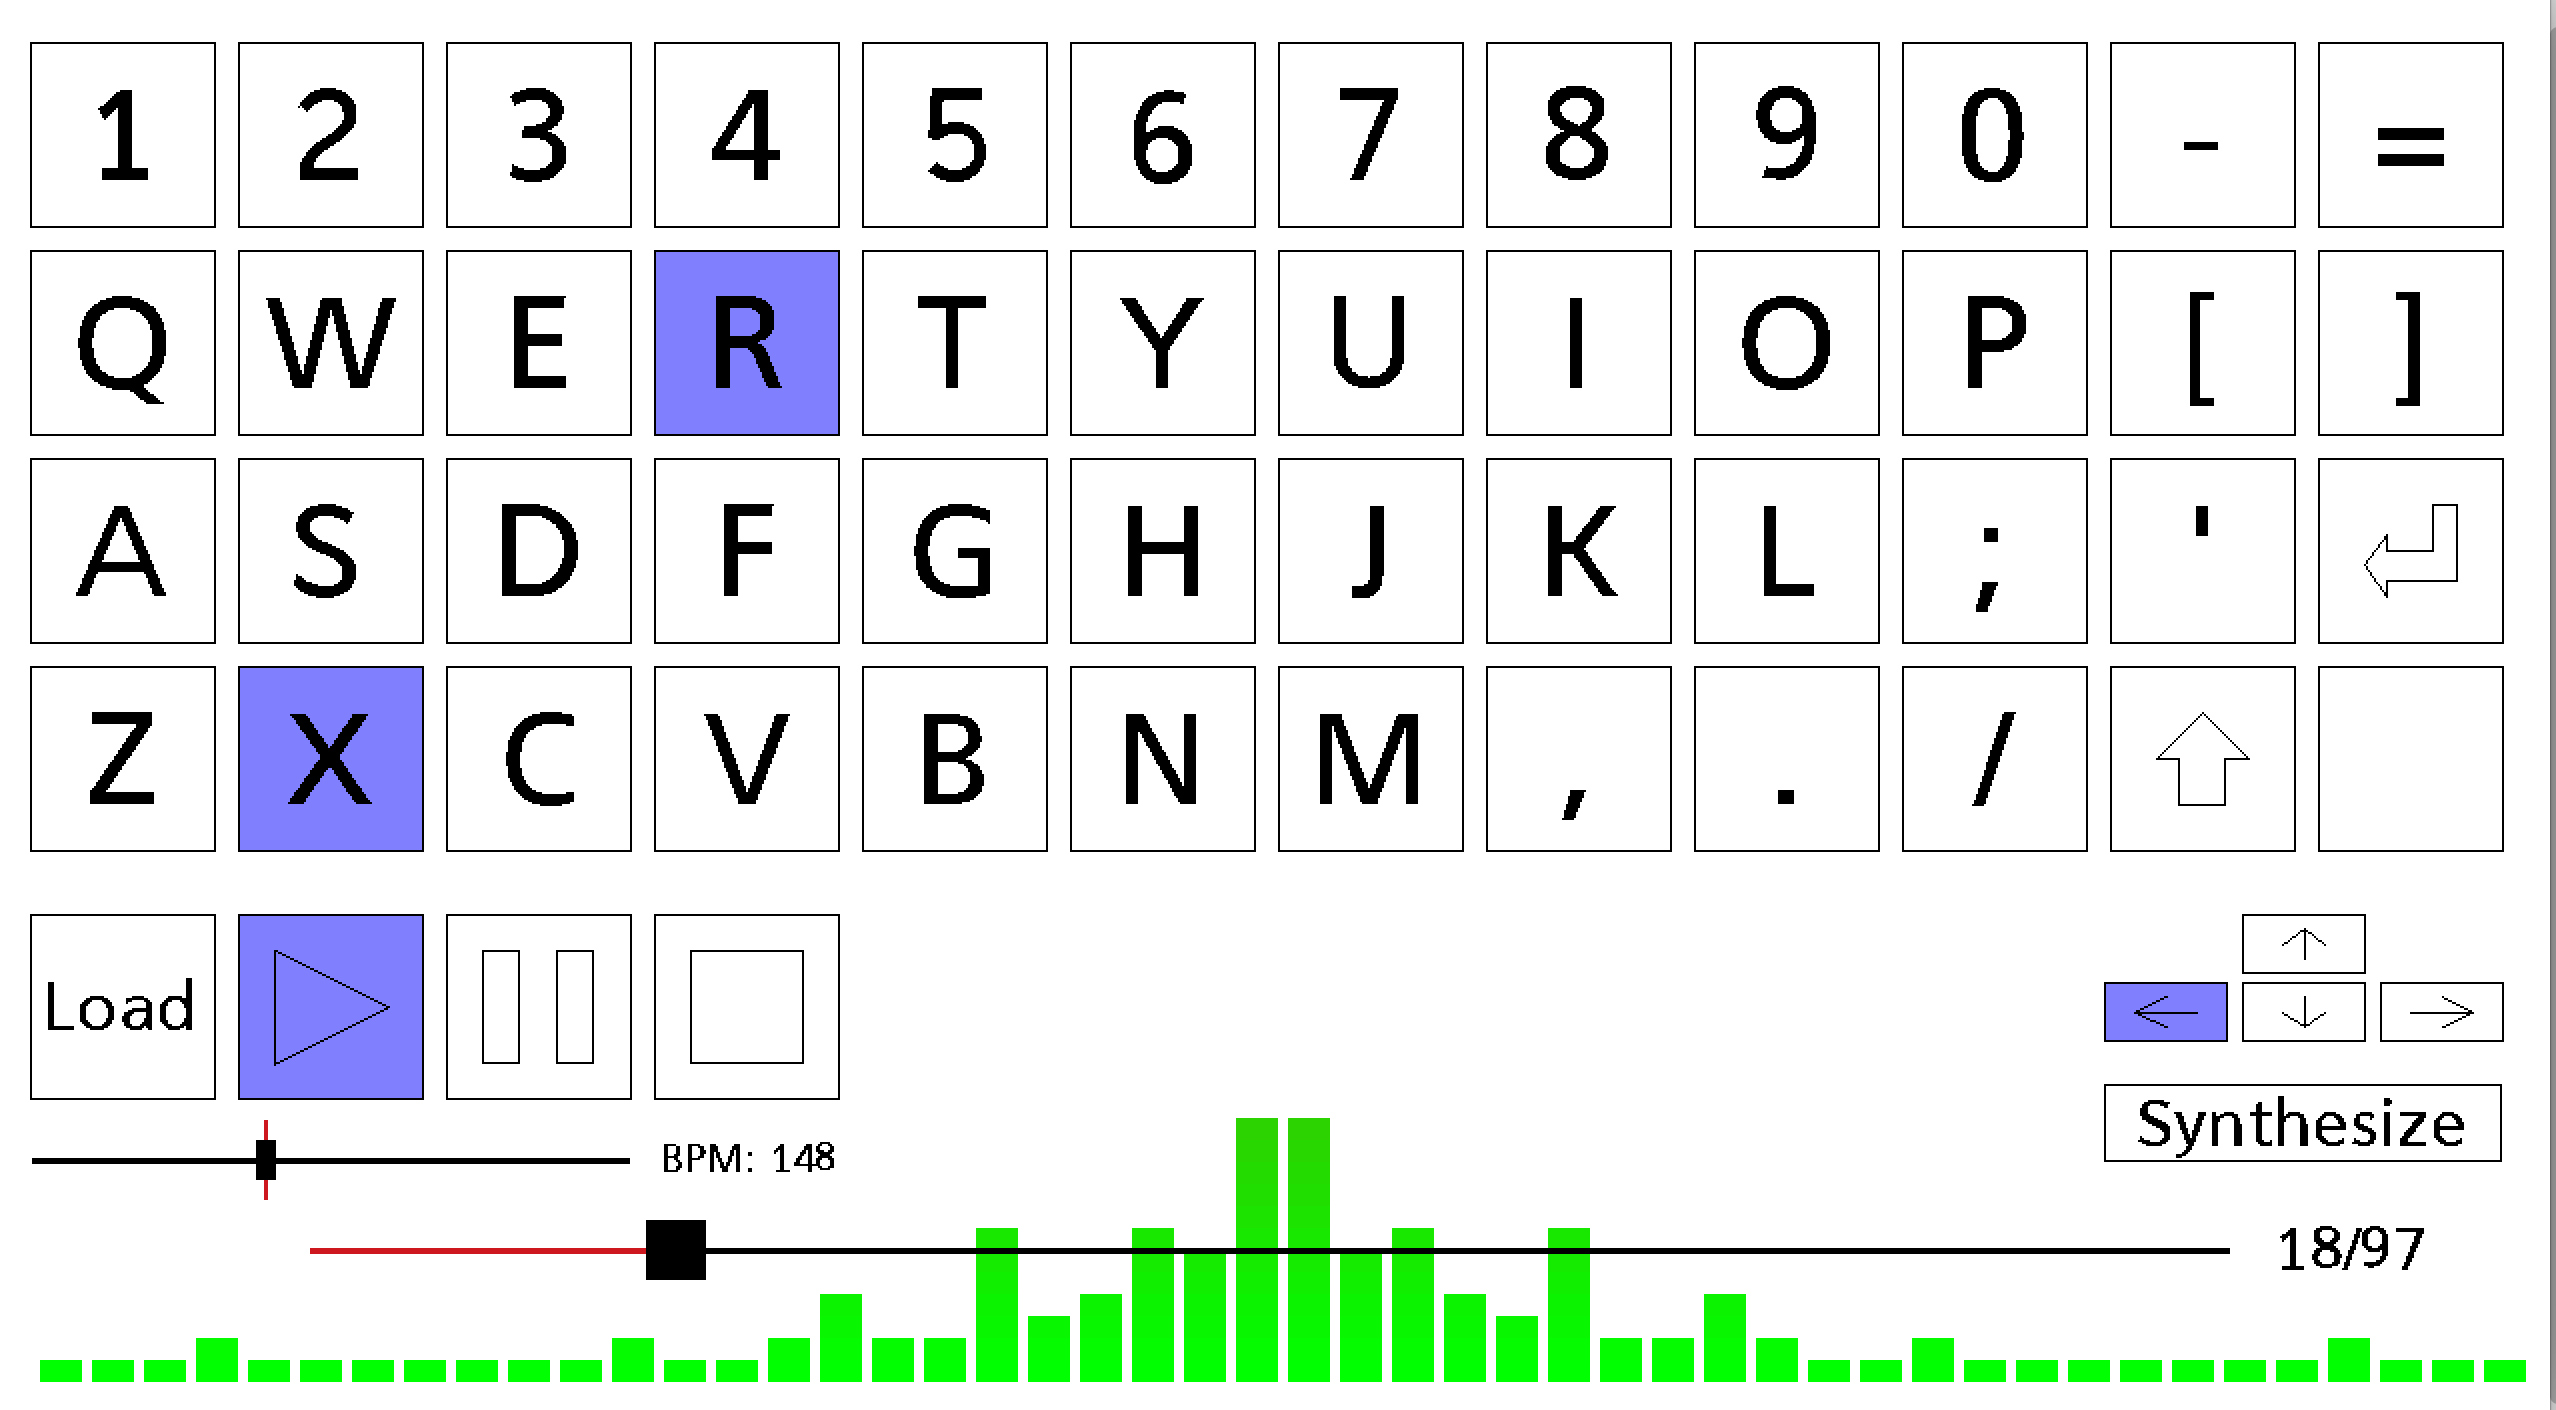 1 2 3 4 5 6 7 8 9 0 - =
Q W E R T Y U I O P [ ]
A S D F G H J K L ; '
Z X C V B N M , . /
Load
Synthesize
BPM: 148
18/97